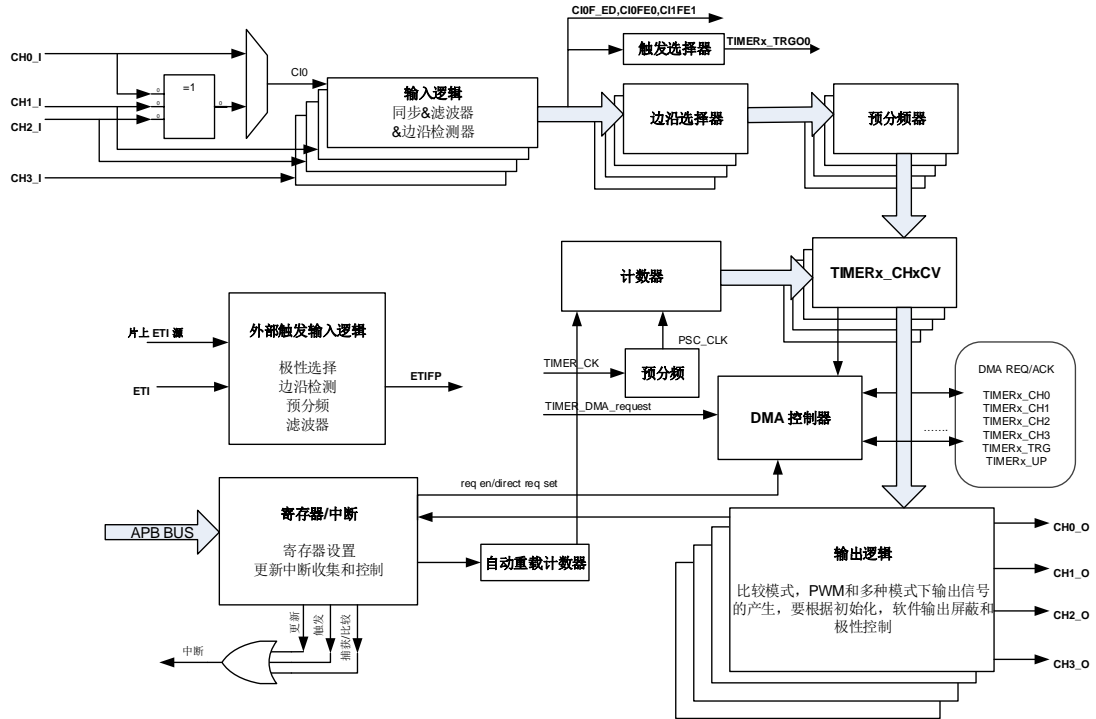 CI0F_ED,CI0FE0,CI1FE1
触发选择器
TIMERx_TRGO0
CH0_I
=1
CI0
CH1_I
CH2_I
CH3_I
输入逻辑
同步&滤波器
&边沿检测器
边沿选择器
预分频器
计数器
TIMERx_CHxCV
片上 ETI 源
ETI
外部触发输入逻辑
极性选择
边沿检测
预分频
滤波器
ETIFP
TIMER_CK
PSC_CLK
预分频
TIMER_DMA_request
DMA 控制器
DMA REQ/ACK
TIMERx_CH0
TIMERx_CH1
TIMERx_CH2
TIMERx_CH3
TIMERx_TRG
TIMERx_UP
.......
req en/direct req set
APB BUS
寄存器/中断
寄存器设置
更新中断收集和控制
自动重载计数器
更新
触发
捕获/比较
中断
输出逻辑
比较模式，PWM和多种模式下输出信号
的产生，要根据初始化，软件输出屏蔽和
极性控制
CH0_O
CH1_O
CH2_O
CH3_O